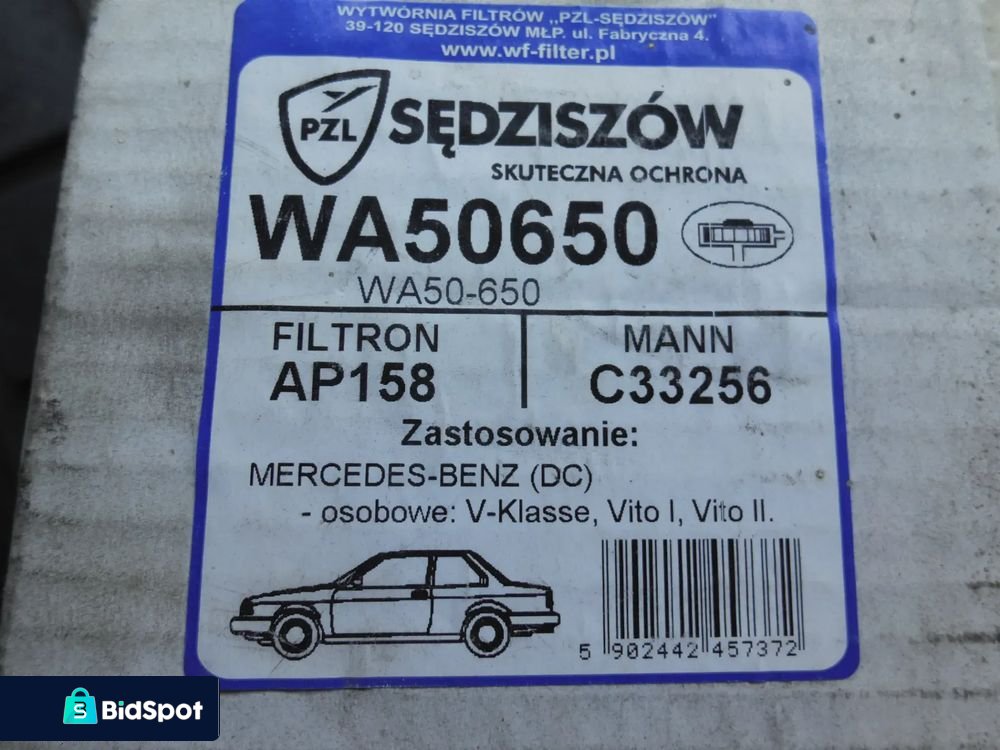 WYTWÓRNIA FILTRÓW „PZL-SĘDZISZÓW"
39-120 SĘDZISZÓW MŁP. ul. Fabryczna 4.
www.wf-filter.pl
PZL SĘDZISZÓW
SKUTECZNA OCHRONA
WA50650
WA50-650
FILTRON MANN
AP158 C33256
Zastosowanie:
MERCEDES-BENZ (DC)
- osobowe: V-Klasse, Vito I, Vito II.
5 902442 457372
S BidSpot